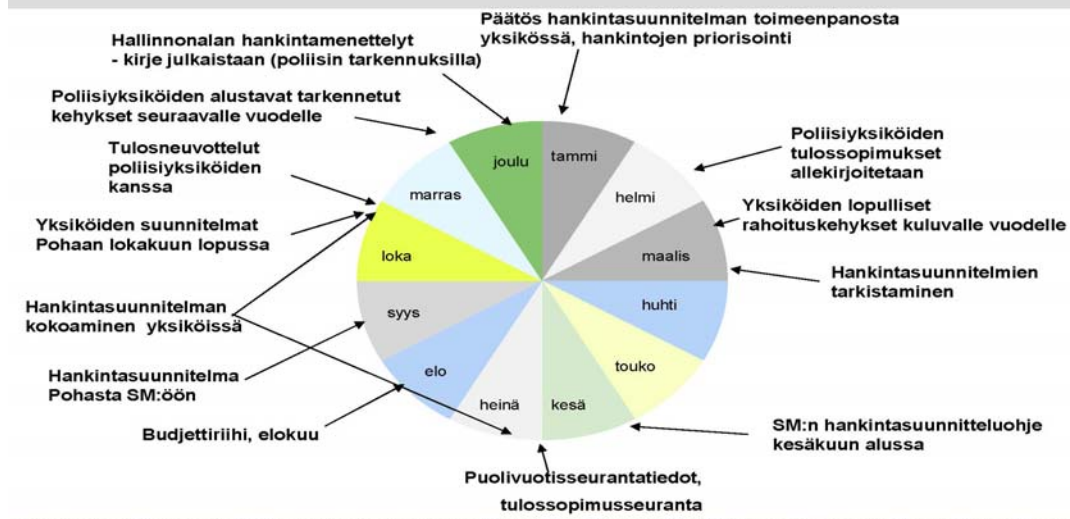 Päätös hankintasuunnitelman toimeenpanosta
yksikössä, hankintojen priorisointi
Hallinnonalan hankintamenettelyt
- kirje julkaistaan (poliisin tarkennuksilla)
Poliisiyksiköiden alustavat tarkennetut
kehykset seuraavalle vuodelle
Tulosneuvottelut
poliisiyksiköiden
kanssa
Yksiköiden suunnitelmat
Pohaan lokakuun lopussa
Hankintasuunnitelman
kokoaminen yksiköissä
Hankintasuunnitelma
Pohasta SM:öön
Budjettiriihi, elokuu
joulu
tammi
marras
helmi
loka
maalis
syys
huhti
elo
touko
heinä
kesä
Poliisiyksiköiden
tulossopimukset
allekirjoitetaan
Yksiköiden lopulliset
rahoituskehykset kuluvalle vuodelle
Hankintasuunnitelmien
tarkistaminen
SM:n hankintasuunnitteluohje
kesäkuun alussa
Puolivuotisseurantatiedot,
tulossopimusseuranta